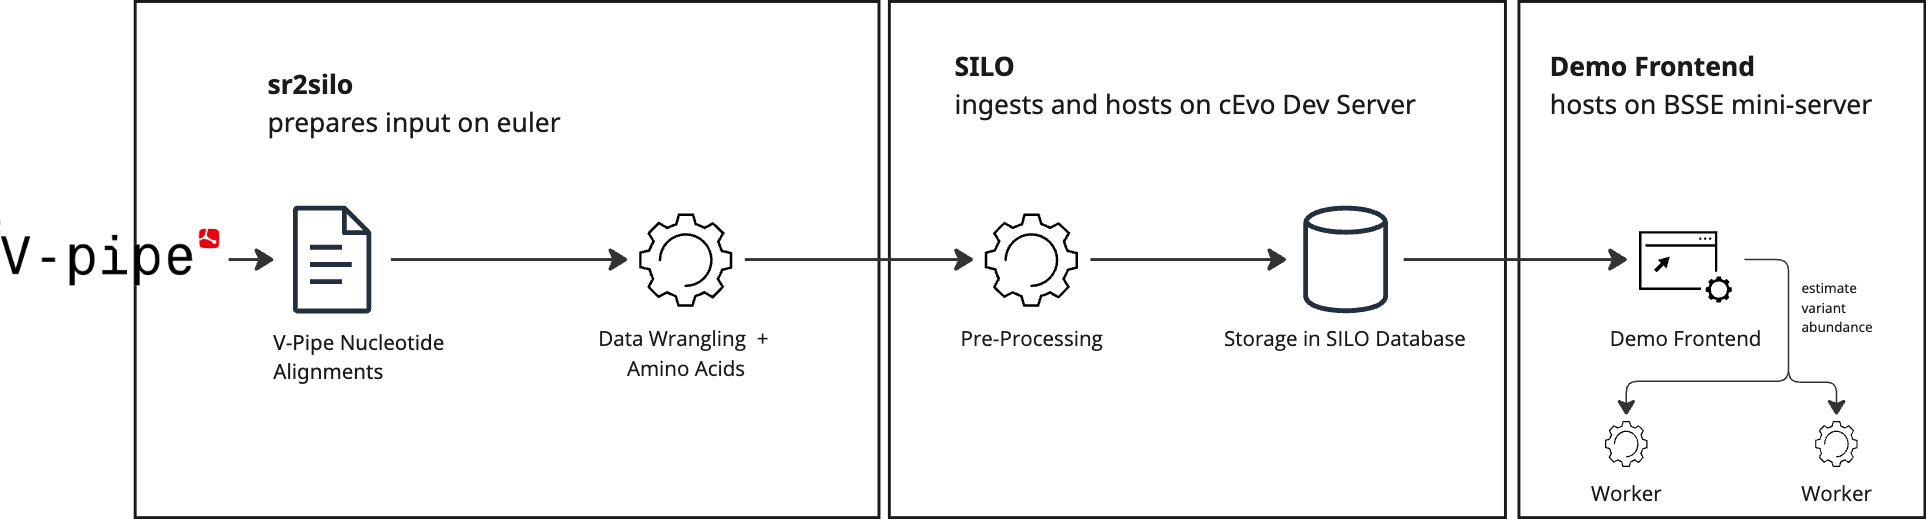 sr2silo
prepares input on euler
SILO
ingests and hosts on cEvo Dev Server
Demo Frontend
hosts on BSSE mini-server
V-pipe
V-Pipe Nucleotide
Alignments
Data Wrangling +
Amino Acids
Pre-Processing
Storage in SILO Database
Demo Frontend
estimate
variant
abundance
Worker
Worker